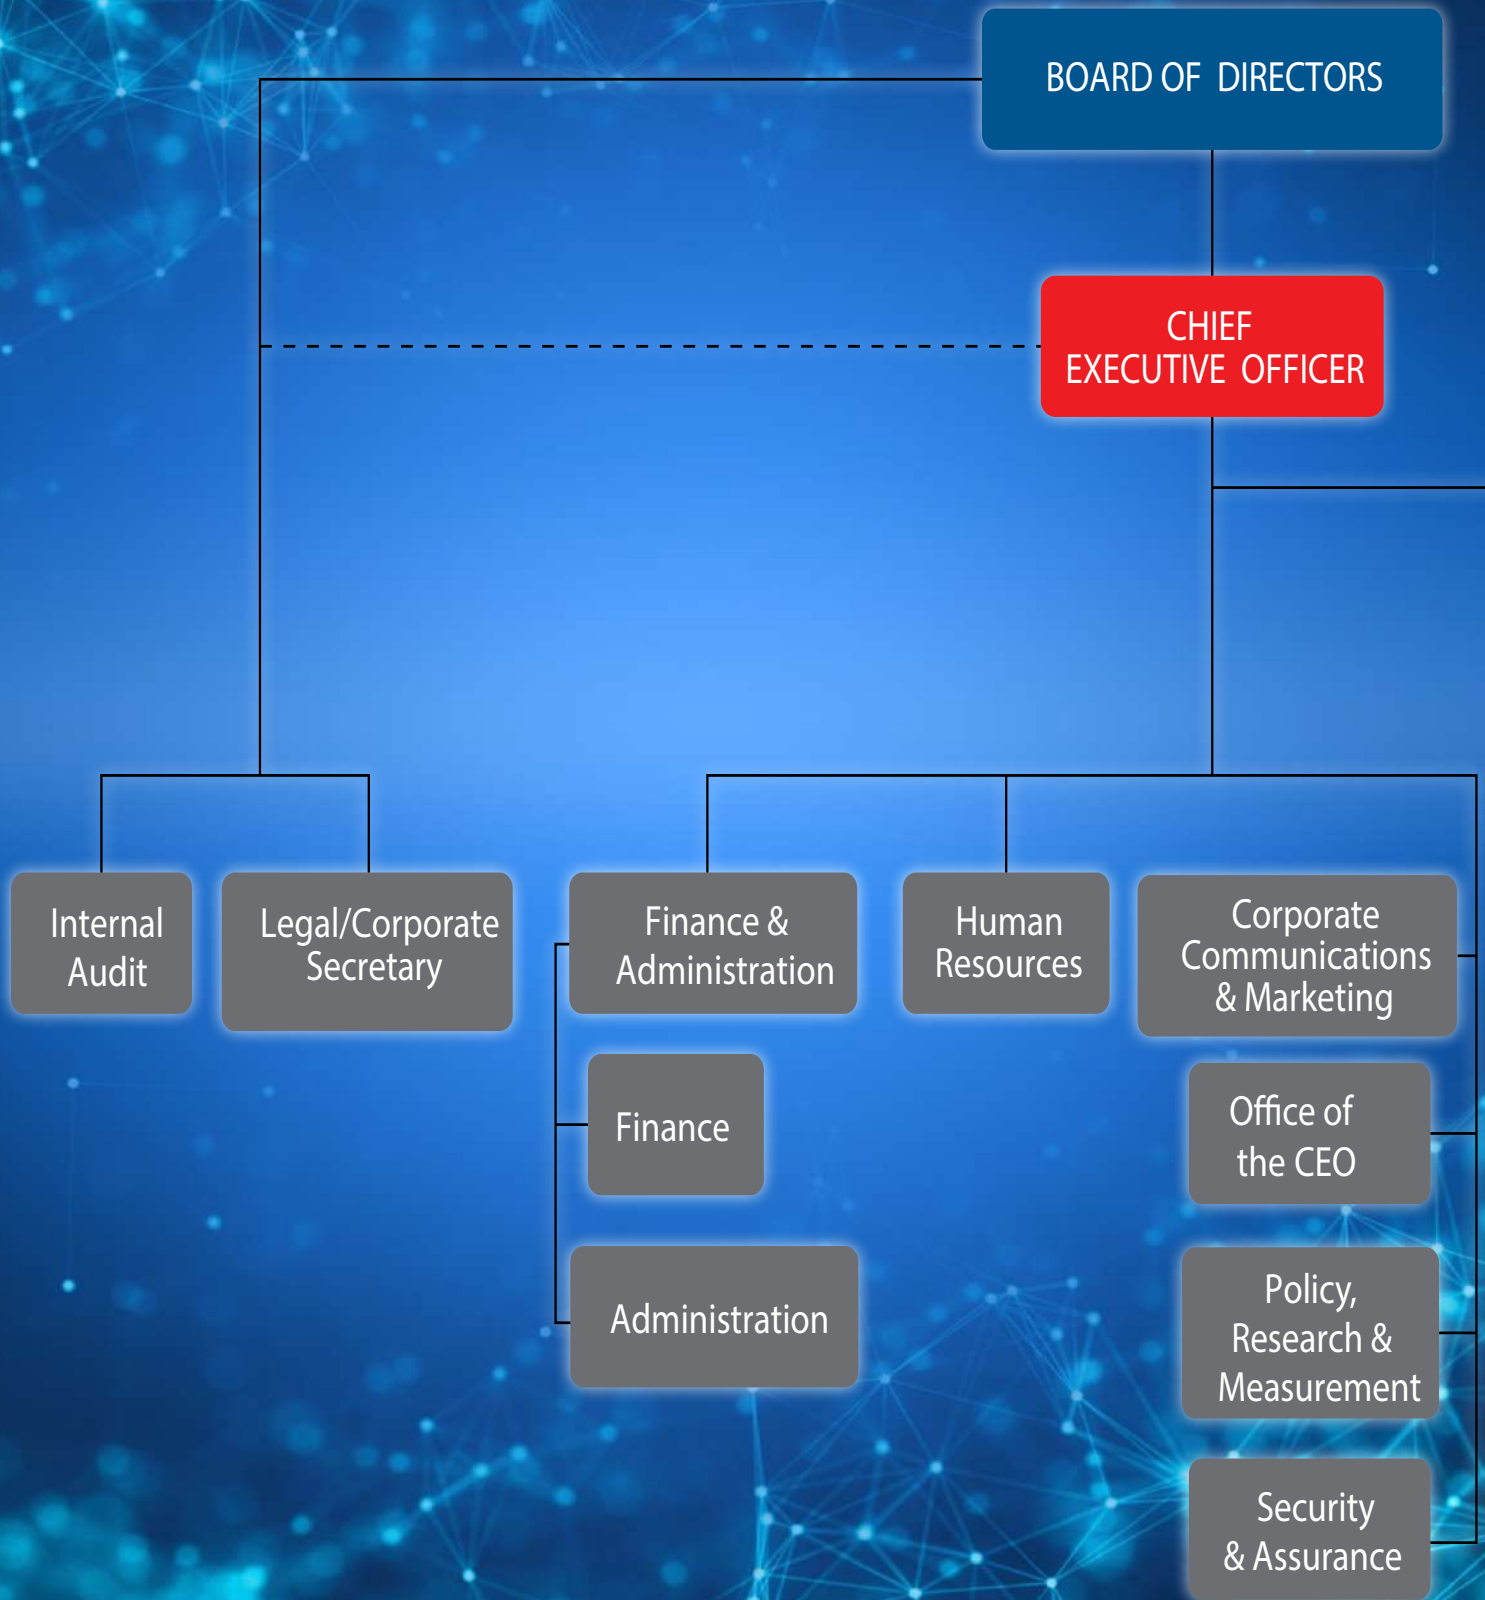 BOARD OF DIRECTORS
CHIEF
EXECUTIVE OFFICER
Internal
Audit
Legal/Corporate
Secretary
Finance &
Administration
Human
Resources
Corporate
Communications
& Marketing
Finance
Office of
the CEO
Administration
Policy,
Research &
Measurement
Security
& Assurance